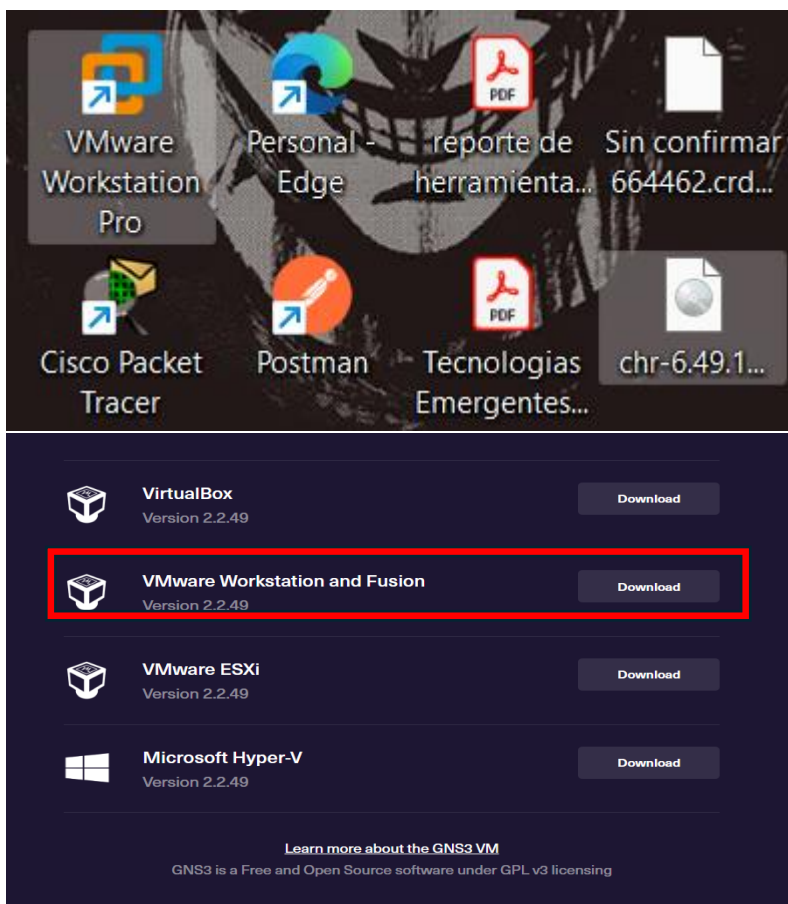 VMware
Workstation
Pro
Personal -
Edge
PDF
reporte de
herramienta...
Sin confirmar
664462.crd...
Cisco Packet
Tracer
Postman
PDF
Tecnologias
Emergentes...
chr-6.49.1...
VirtualBox
Version 2.2.49
Download
VMware Workstation and Fusion
Version 2.2.49
Download
VMware ESXi
Version 2.2.49
Download
Microsoft Hyper-V
Version 2.2.49
Download
Learn more about the GNS3 VM
GNS3 is a Free and Open Source software under GPL v3 licensing